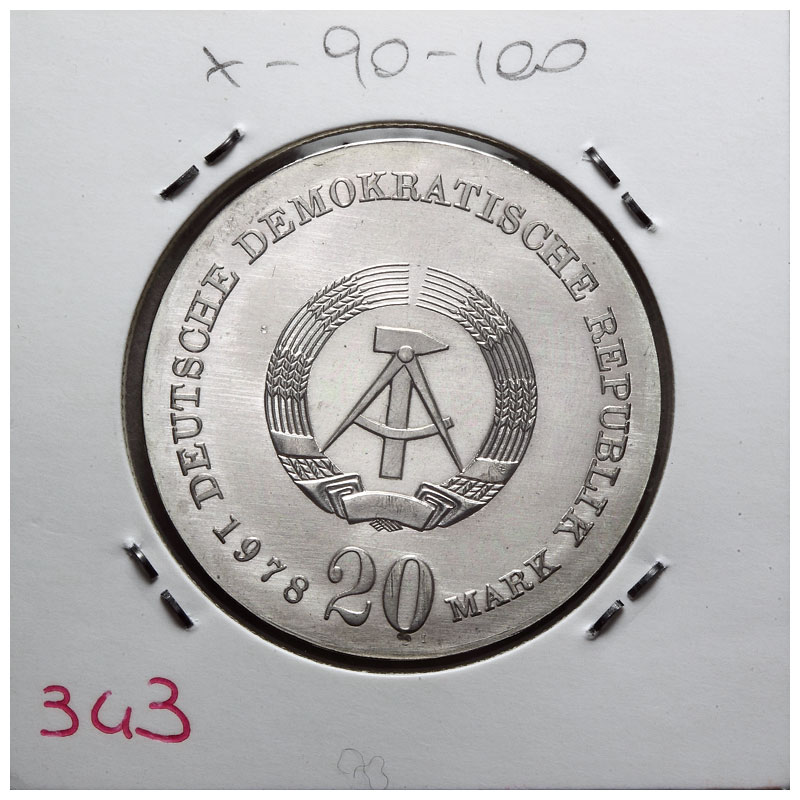 x - 90 - 100
DEUTSCHE DEMOKRATISCHE REPUBLIK
1978 20 MARK
343